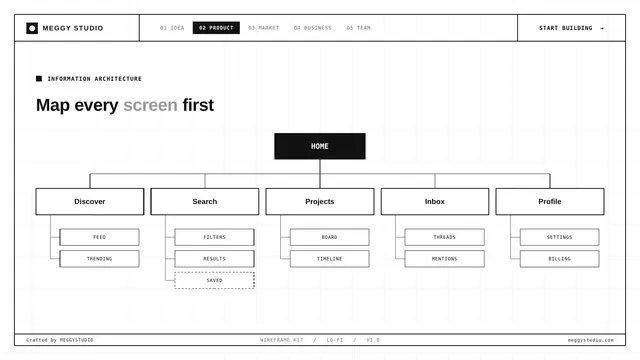 MEGGY STUDIO
01 IDEA
02 PRODUCT
03 MARKET
04 BUSINESS
05 TEAM
START BUILDING →
INFORMATION ARCHITECTURE
Map every screen first
HOME
Discover
Search
Projects
Inbox
Profile
FEED
FILTERS
BOARD
THREADS
SETTINGS
TRENDING
RESULTS
TIMELINE
MENTIONS
BILLING
SAVED
Crafted by MEGGYSTUDIO
WIREFRAME KIT / LO-FI / V1.0
meggystudio.com